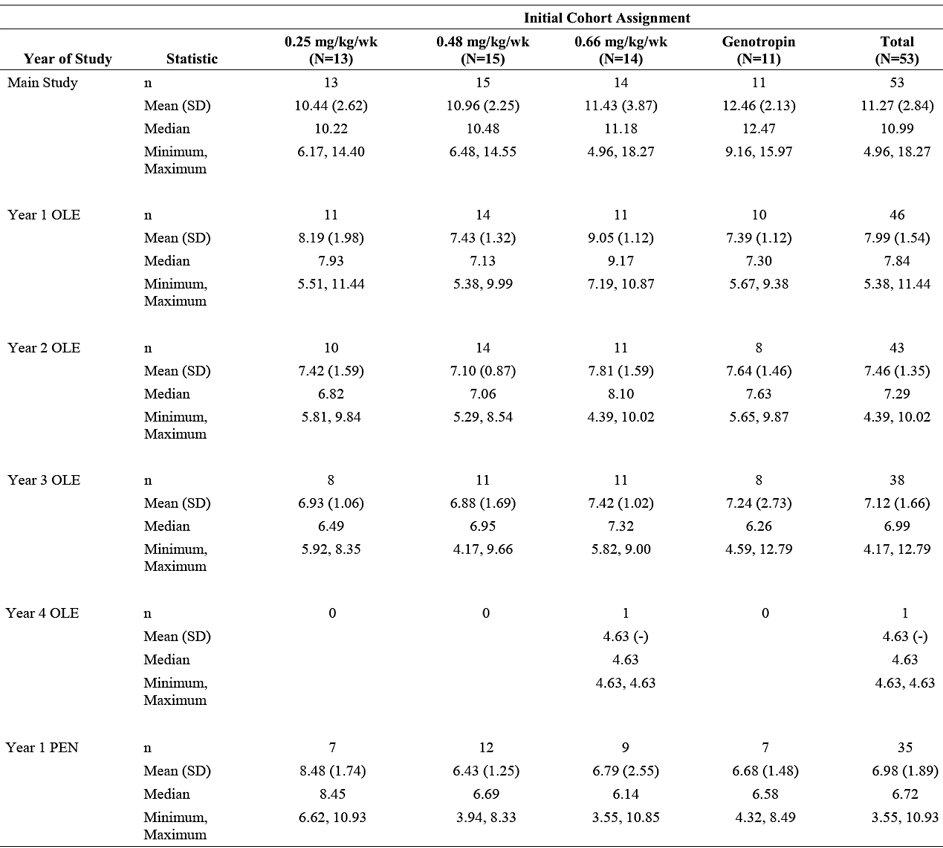 Initial Cohort Assignment
0.25 mg/kg/wk 0.48 mg/kg/wk 0.66 mg/kg/wk Genotropin Total
Year of Study Statistic (N=13) (N=15) (N=14) (N=11) (N=53)
Main Study n 13 15 14 11 53
Mean (SD) 10.44 (2.62) 10.96 (2.25) 11.43 (3.87) 12.46 (2.13) 11.27 (2.84)
Median 10.22 10.48 11.18 12.47 10.99
Minimum, 6.17, 14.40 6.48, 14.55 4.96, 18.27 9.16, 15.97 4.96, 18.27
Maximum
Year 1 OLE n 11 14 11 10 46
Mean (SD) 8.19 (1.98) 7.43 (1.32) 9.05 (1.12) 7.39 (1.12) 7.99 (1.54)
Median 7.93 7.13 9.17 7.30 7.84
Minimum, 5.51, 11.44 5.38, 9.99 7.19, 10.87 5.67, 9.38 5.38, 11.44
Maximum
Year 2 OLE n 10 14 11 8 43
Mean (SD) 7.42 (1.59) 7.10 (0.87) 7.81 (1.59) 7.64 (1.46) 7.46 (1.35)
Median 6.82 7.06 8.10 7.63 7.29
Minimum, 5.81, 9.84 5.29, 8.54 4.39, 10.02 5.65, 9.87 4.39, 10.02
Maximum
Year 3 OLE n 8 11 11 8 38
Mean (SD) 6.93 (1.06) 6.88 (1.69) 7.42 (1.02) 7.24 (2.73) 7.12 (1.66)
Median 6.49 6.95 7.32 6.26 6.99
Minimum, 5.92, 8.35 4.17, 9.66 5.82, 9.00 4.59, 12.79 4.17, 12.79
Maximum
Year 4 OLE n 0 0 1 0 1
Mean (SD) 4.63 (-) 4.63 (-)
Median 4.63 4.63
Minimum, 4.63, 4.63 4.63, 4.63
Maximum
Year 1 PEN n 7 12 9 7 35
Mean (SD) 8.48 (1.74) 6.43 (1.25) 6.79 (2.55) 6.68 (1.48) 6.98 (1.89)
Median 8.45 6.69 6.14 6.58 6.72
Minimum, 6.62, 10.93 3.94, 8.33 3.55, 10.85 4.32, 8.49 3.55, 10.93
Maximum